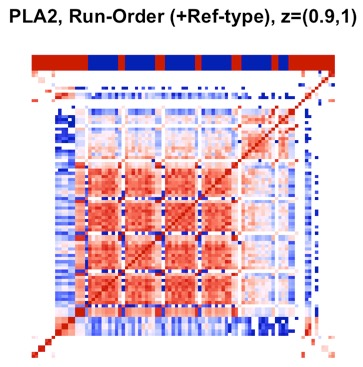 PLA2, Run-Order (+Ref-type), z=(0.9,1)